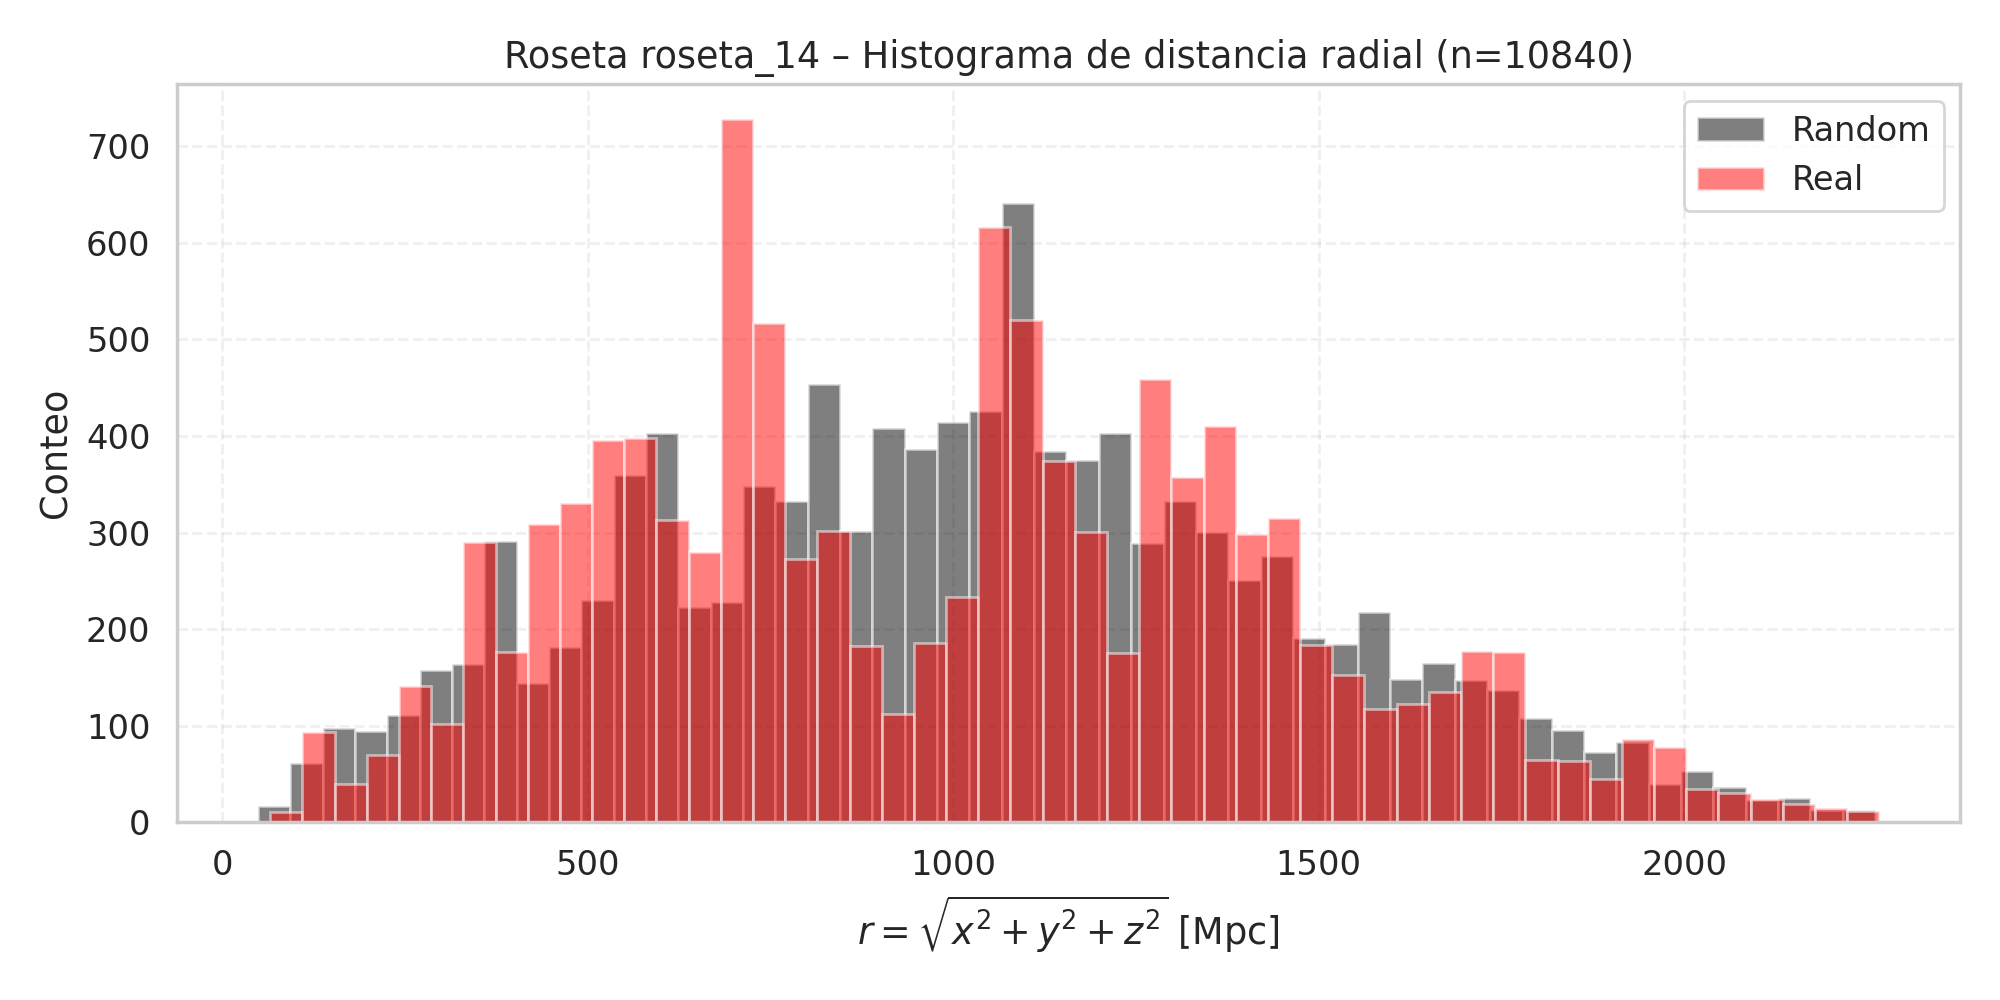 Roseta roseta_14 – Histograma de distancia radial (n=10840)
Random
Real
700
600
500
400
300
200
100
0
Conteo
0 500 1000 1500 2000
r = √x² + y² + z² [Mpc]